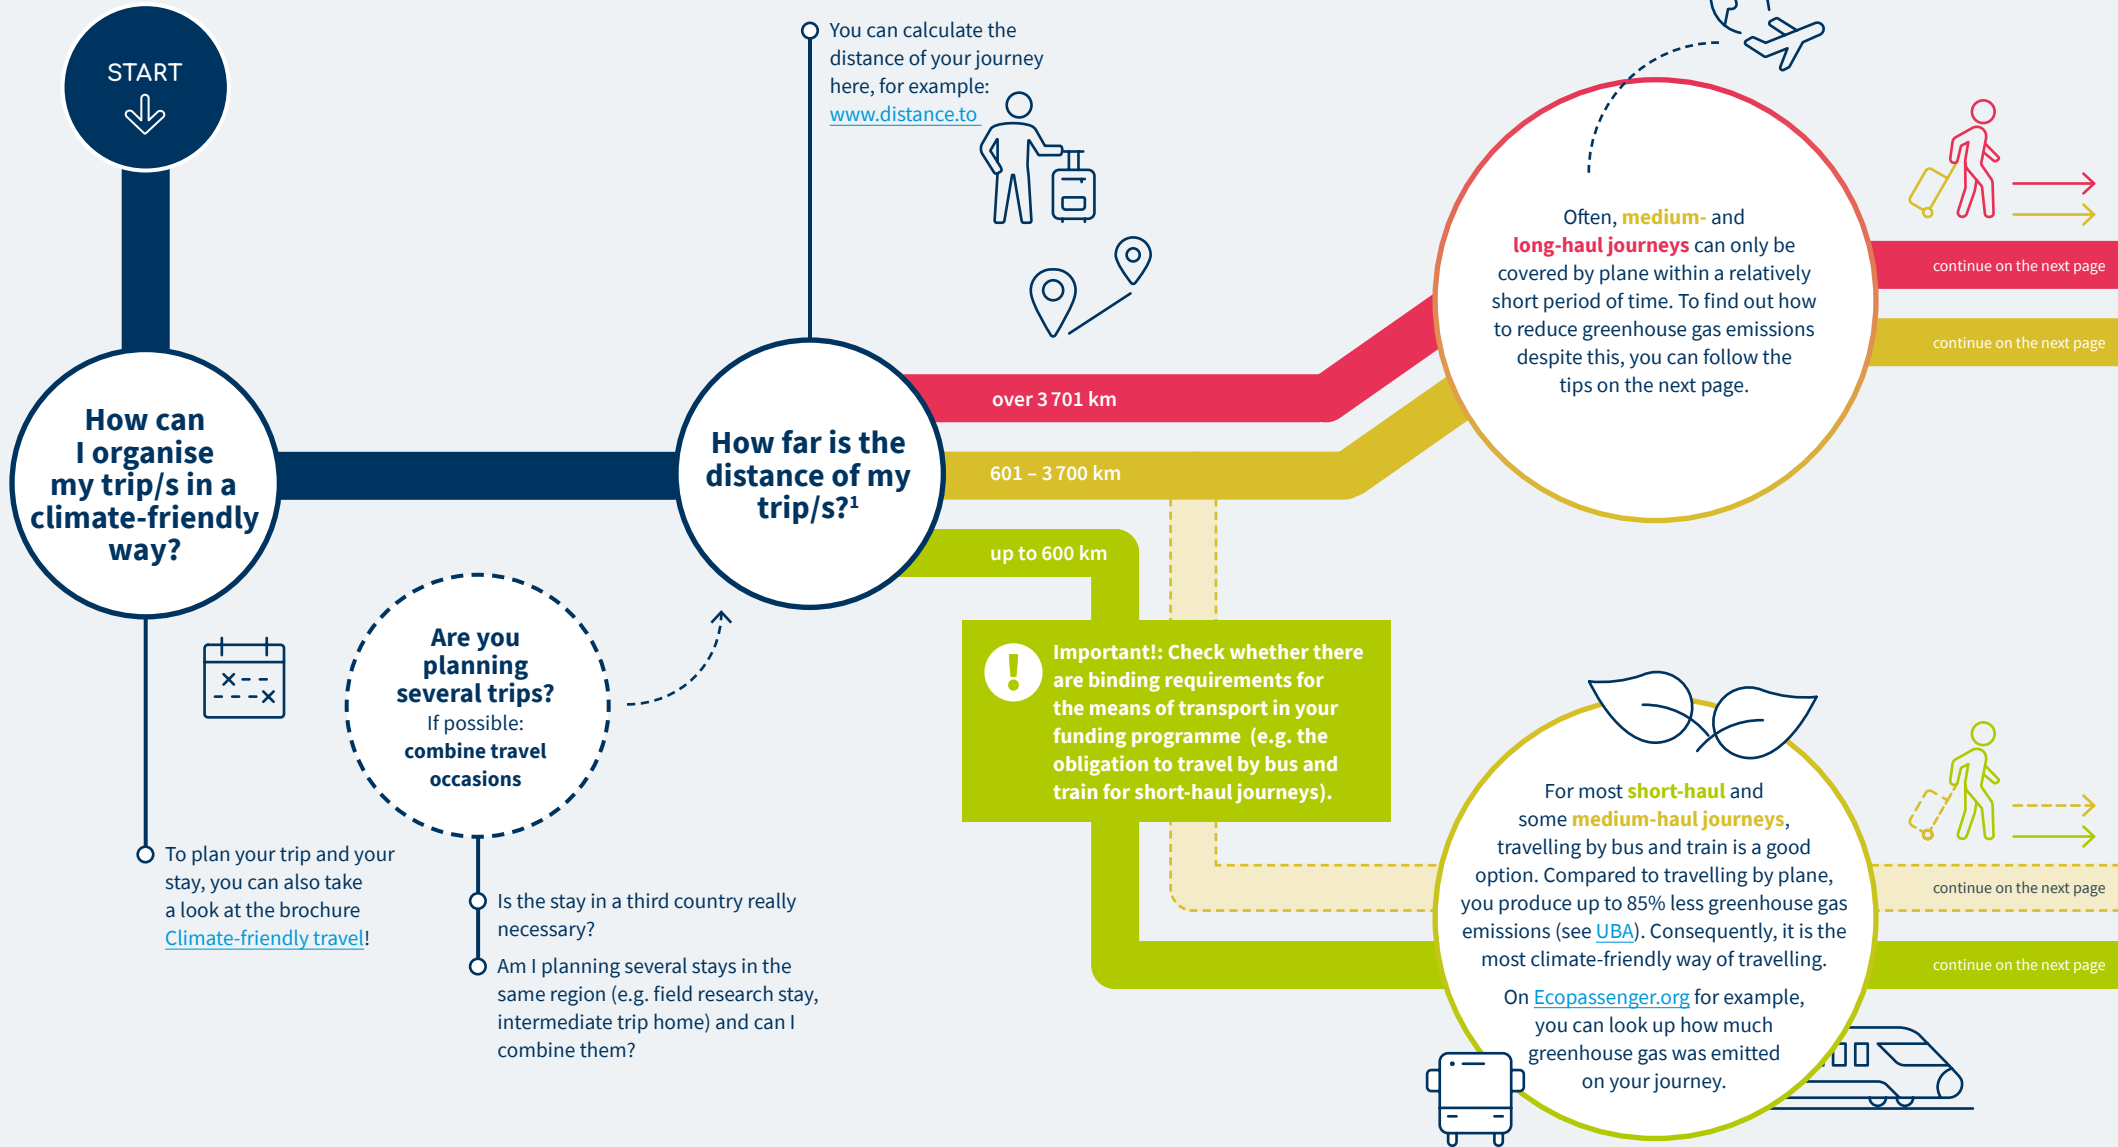 START
How can
I organise
my trip/s in a
climate-friendly
way?
To plan your trip and your
stay, you can also take
a look at the brochure
Climate-friendly travel!
Are you
planning
several trips?
If possible:
combine travel
occasions
Is the stay in a third country really
necessary?
Am I planning several stays in the
same region (e.g. field research stay,
intermediate trip home) and can I
combine them?
You can calculate the
distance of your journey
here, for example:
www.distance.to
How far is the
distance of my
trip/s?¹
over 3 701 km
601 – 3 700 km
up to 600 km
Important!: Check whether there
are binding requirements for
the means of transport in your
funding programme (e.g. the
obligation to travel by bus and
train for short-haul journeys).
Often, medium- and
long-haul journeys can only be
covered by plane within a relatively
short period of time. To find out how
to reduce greenhouse gas emissions
despite this, you can follow the
tips on the next page.
continue on the next page
continue on the next page
For most short-haul and
some medium-haul journeys,
travelling by bus and train is a good
option. Compared to travelling by plane,
you produce up to 85% less greenhouse gas
emissions (see UBA). Consequently, it is the
most climate-friendly way of travelling.
On Ecopassenger.org for example,
you can look up how much
greenhouse gas was emitted
on your journey.
continue on the next page
continue on the next page